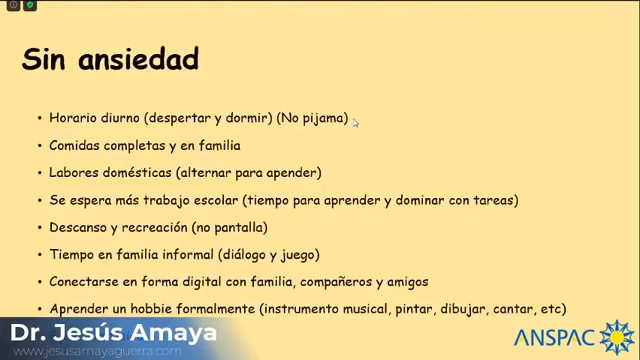 Sin ansiedad
• Horario diurno (despertar y dormir) (No pijama)
• Comidas completas y en familia
• Labores domésticas (alternar para apender)
• Se espera más trabajo escolar (tiempo para aprender y dominar con tareas)
• Descanso y recreación (no pantalla)
• Tiempo en familia informal (diálogo y juego)
• Conectarse en forma digital con familia, compañeros y amigos
• Aprender un hobbie formalmente (instrumento musical, pintar, dibujar, cantar, etc)
Dr. Jesús Amaya
www.jesusamayaguerra.com
ANSPAC